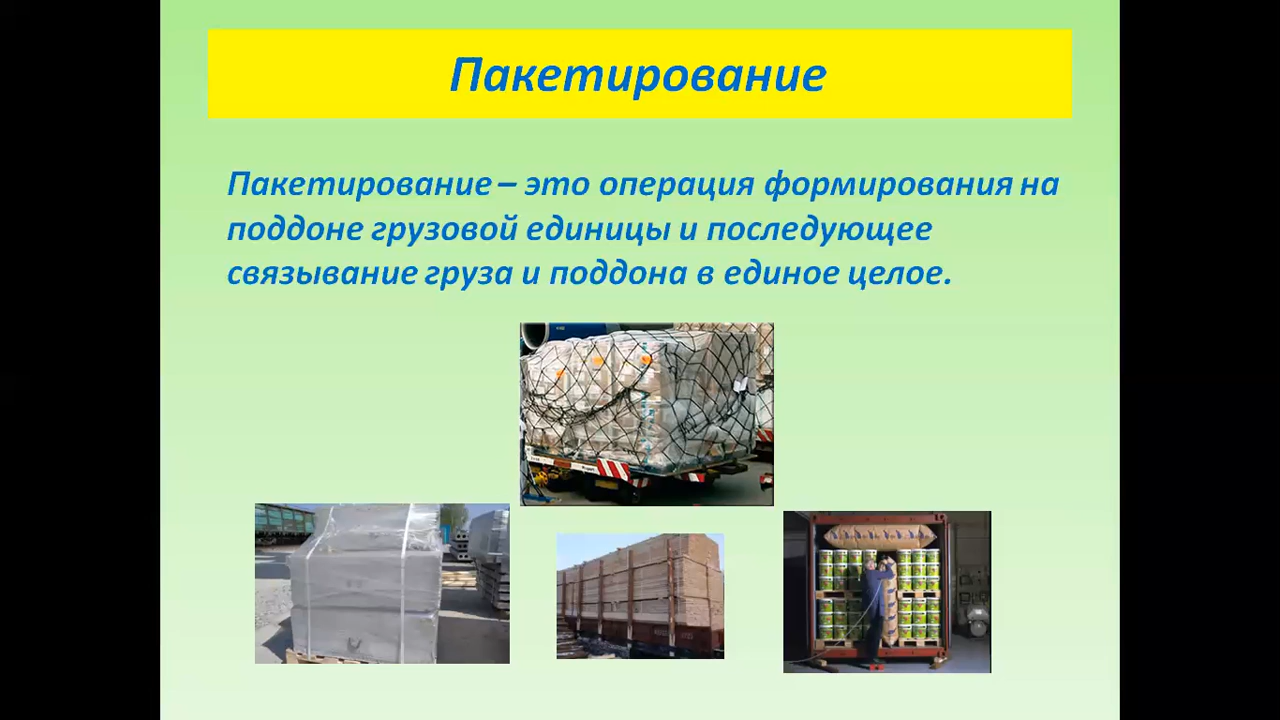 Пакетирование
Пакетирование – это операция формирования на
поддоне грузовой единицы и последующее
связывание груза и поддона в единое целое.